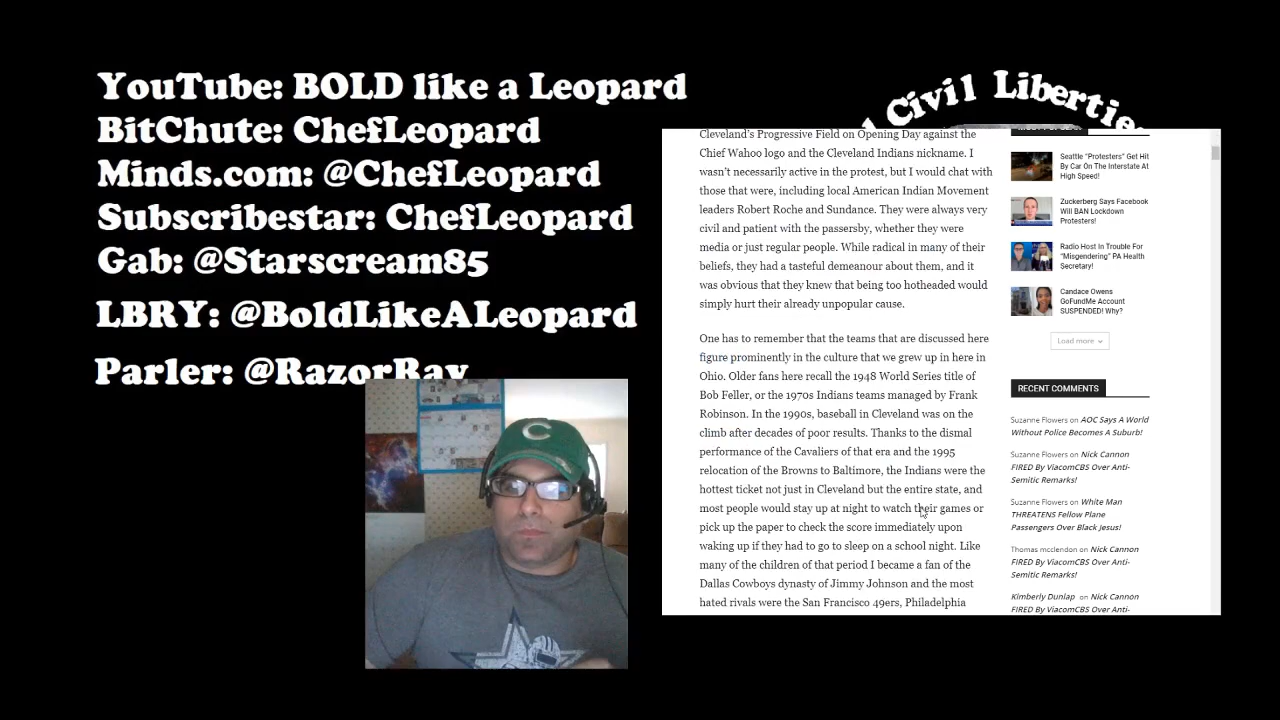 YouTube: BOLD like a Leopard
BitChute: ChefLeopard
Minds.com: @ChefLeopard
Subscribestar: ChefLeopard
Gab: @Starscream85
LBRY: @BoldLikeALeopard
Parler: @RazorRay
C
Civil Libertie
Cleveland's Progressive Field on Opening Day against the
Chief Wahoo logo and the Cleveland Indians nickname. I
wasn't necessarily active in the protest, but I would chat with
those that were, including local American Indian Movement
leaders Robert Roche and Sundance. They were always very
civil and patient with the passersby, whether they were
media or just regular people. While radical in many of their
beliefs, they had a tasteful demeanour about them, and it
was obvious that they knew that being too hotheaded would
simply hurt their already unpopular cause.
One has to remember that the teams that are discussed here
figure prominently in the culture that we grew up in here in
Ohio. Older fans here recall the 1948 World Series title of
Bob Feller, or the 1970s Indians teams managed by Frank
Robinson. In the 1990s, baseball in Cleveland was on the
climb after decades of poor results. Thanks to the dismal
performance of the Cavaliers of that era and the 1995
relocation of the Browns to Baltimore, the Indians were the
hottest ticket not just in Cleveland but the entire state, and
most people would stay up at night to watch their games or
pick up the paper to check the score immediately upon
waking up if they had to go to sleep on a school night. Like
many of the children of that period I became a fan of the
Dallas Cowboys dynasty of Jimmy Johnson and the most
hated rivals were the San Francisco 49ers, Philadelphia
Seattle "Protesters" Get Hit
By Car On The Interstate At
High Speed!
Zuckerberg Says Facebook
Will BAN Lockdown
Protesters!
Radio Host In Trouble For
"Misgendering" PA Health
Secretary!
Candace Owens
GoFundMe Account
SUSPENDED! Why?
Load more
RECENT COMMENTS
Suzanne Flowers on AOC Says A World
Without Police Becomes A Suburb!
Suzanne Flowers on Nick Cannon
FIRED By ViacomCBS Over Anti-
Semitic Remarks!
Suzanne Flowers on White Man
THREATENS Fellow Plane
Passengers Over Black Jesus!
Thomas mcclendon on Nick Cannon
FIRED By ViacomCBS Over Anti-
Semitic Remarks!
Kimberly Dunlap on Nick Cannon
FIRED By ViacomCBS Over Anti-